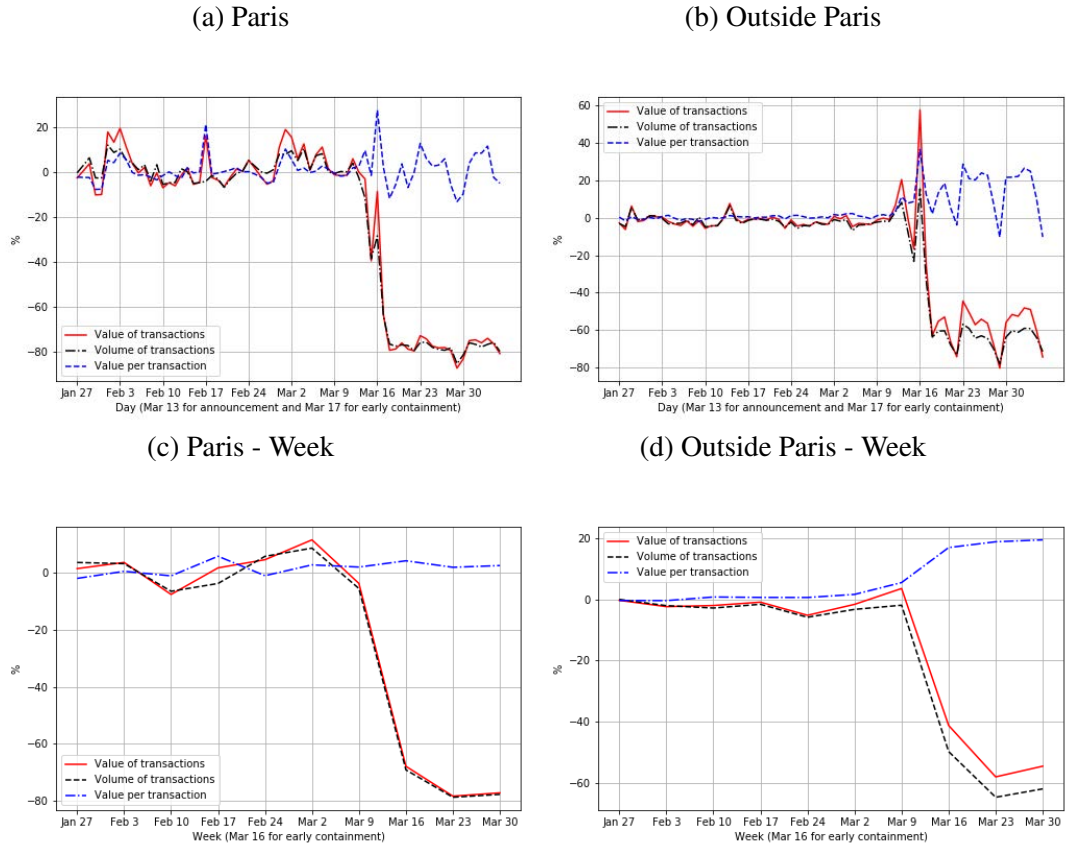 (a) Paris
(b) Outside Paris
20
0
−20
−40
−60
−80
%
Value of transactions
Volume of transactions
Value per transaction
Jan 27 Feb 3 Feb 10 Feb 17 Feb 24 Mar 2 Mar 9 Mar 16 Mar 23 Mar 30
Day (Mar 13 for announcement and Mar 17 for early containment)
60
40
20
0
−20
−40
−60
−80
%
Value of transactions
Volume of transactions
Value per transaction
Jan 27 Feb 3 Feb 10 Feb 17 Feb 24 Mar 2 Mar 9 Mar 16 Mar 23 Mar 30
Day (Mar 13 for announcement and Mar 17 for early containment)
(c) Paris - Week
(d) Outside Paris - Week
0
−20
−40
−60
−80
%
Value of transactions
Volume of transactions
Value per transaction
Jan 27 Feb 3 Feb 10 Feb 17 Feb 24 Mar 2 Mar 9 Mar 16 Mar 23 Mar 30
Week (Mar 16 for early containment)
20
0
−20
−40
−60
%
Value of transactions
Volume of transactions
Value per transaction
Jan 27 Feb 3 Feb 10 Feb 17 Feb 24 Mar 2 Mar 9 Mar 16 Mar 23 Mar 30
Week (Mar 16 for early containment)